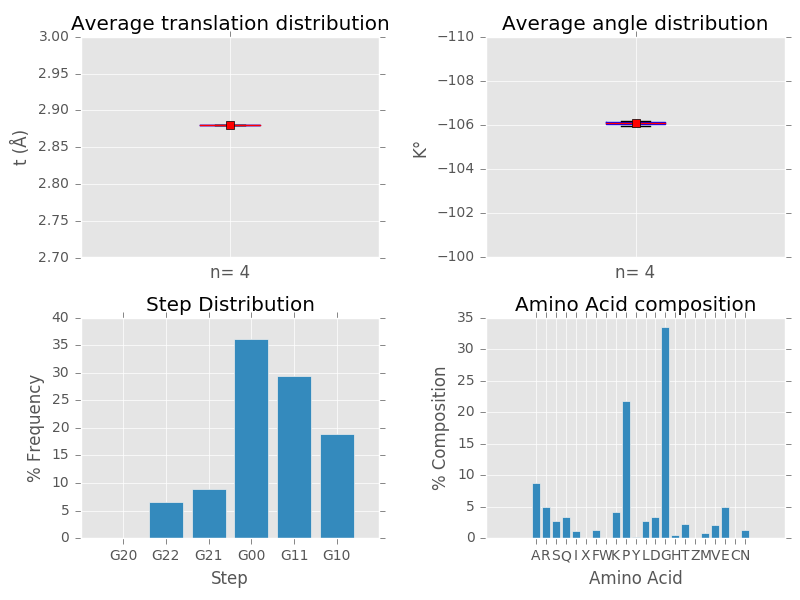 Average translation distribution
3.00
2.95
2.90
2.85
2.80
2.75
2.70
t (Å)
n= 4
Average angle distribution
−110
−108
−106
−104
−102
−100
K°
n= 4
Step Distribution
40
35
30
25
20
15
10
5
0
% Frequency
G20 G22 G21 G00 G11 G10
Step
Amino Acid composition
35
30
25
20
15
10
5
0
% Composition
A R S Q I X F W K P Y L D G H T Z M V E C N
Amino Acid